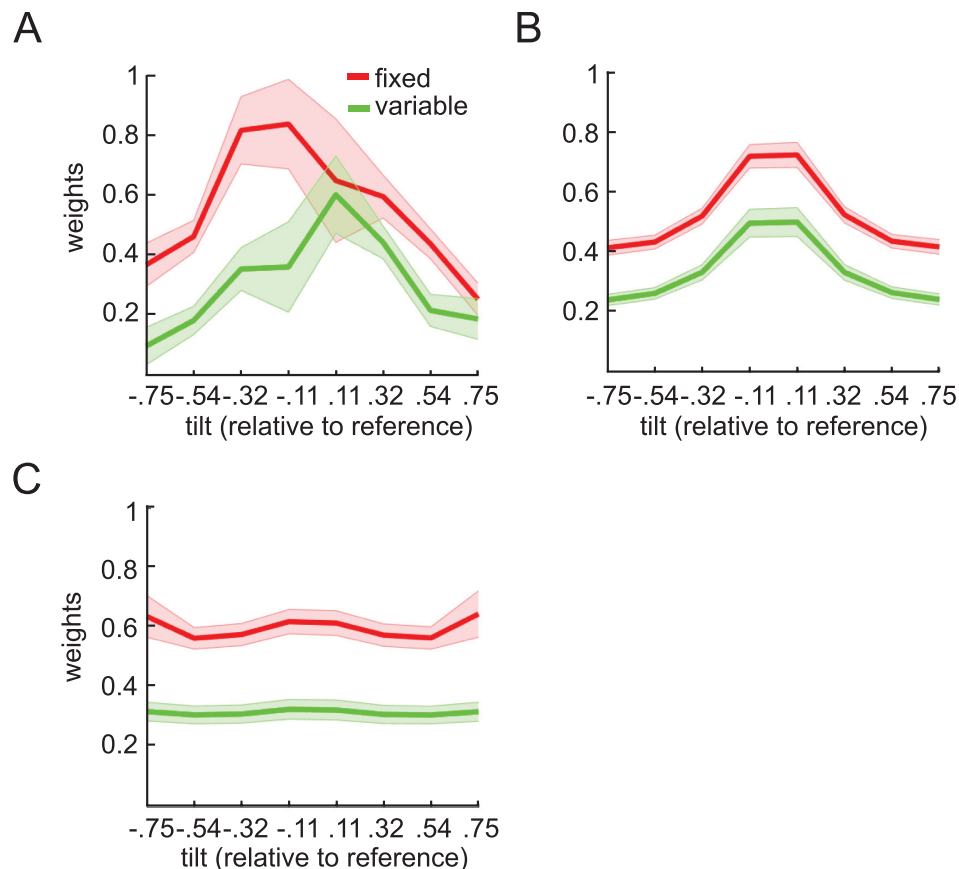 A
1
0.8
0.6
0.4
0.2
weights
fixed
variable
-.75 -.54 -.32 -.11 .11 .32 .54 .75
tilt (relative to reference)
B
1
0.8
0.6
0.4
0.2
-.75 -.54 -.32 -.11 .11 .32 .54 .75
tilt (relative to reference)
C
1
0.8
0.6
0.4
0.2
weights
-.75 -.54 -.32 -.11 .11 .32 .54 .75
tilt (relative to reference)